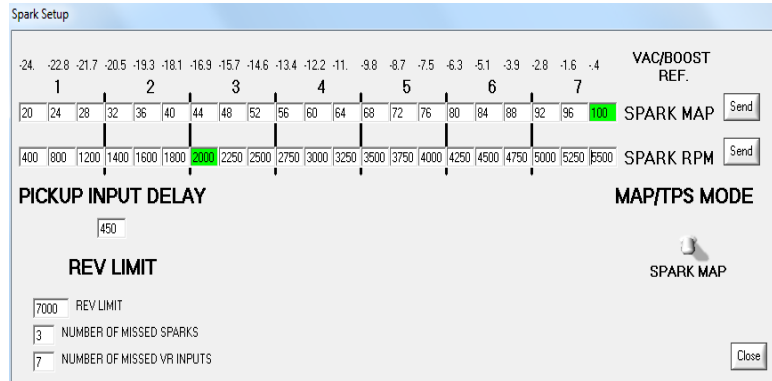 Spark Setup
-24. -22.8 -21.7 -20.5 -19.3 -18.1 -16.9 -15.7 -14.6 -13.4 -12.2 -11. -9.8 -8.7 -7.5 -6.3 -5.1 -3.9 -2.8 -1.6 -.4 VAC/BOOST
REF.
1 2 3 4 5 6 7
20 24 28 32 36 40 44 48 52 56 60 64 68 72 76 80 84 88 92 96 100 SPARK MAP Send
400 800 1200 1400 1600 1800 2000 2250 2500 2750 3000 3250 3500 3750 4000 4250 4500 4750 5000 5250 5500 SPARK RPM Send
PICKUP INPUT DELAY MAP/TPS MODE
450
REV LIMIT SPARK MAP
7000 REV LIMIT
3 NUMBER OF MISSED SPARKS
7 NUMBER OF MISSED VR INPUTS Close